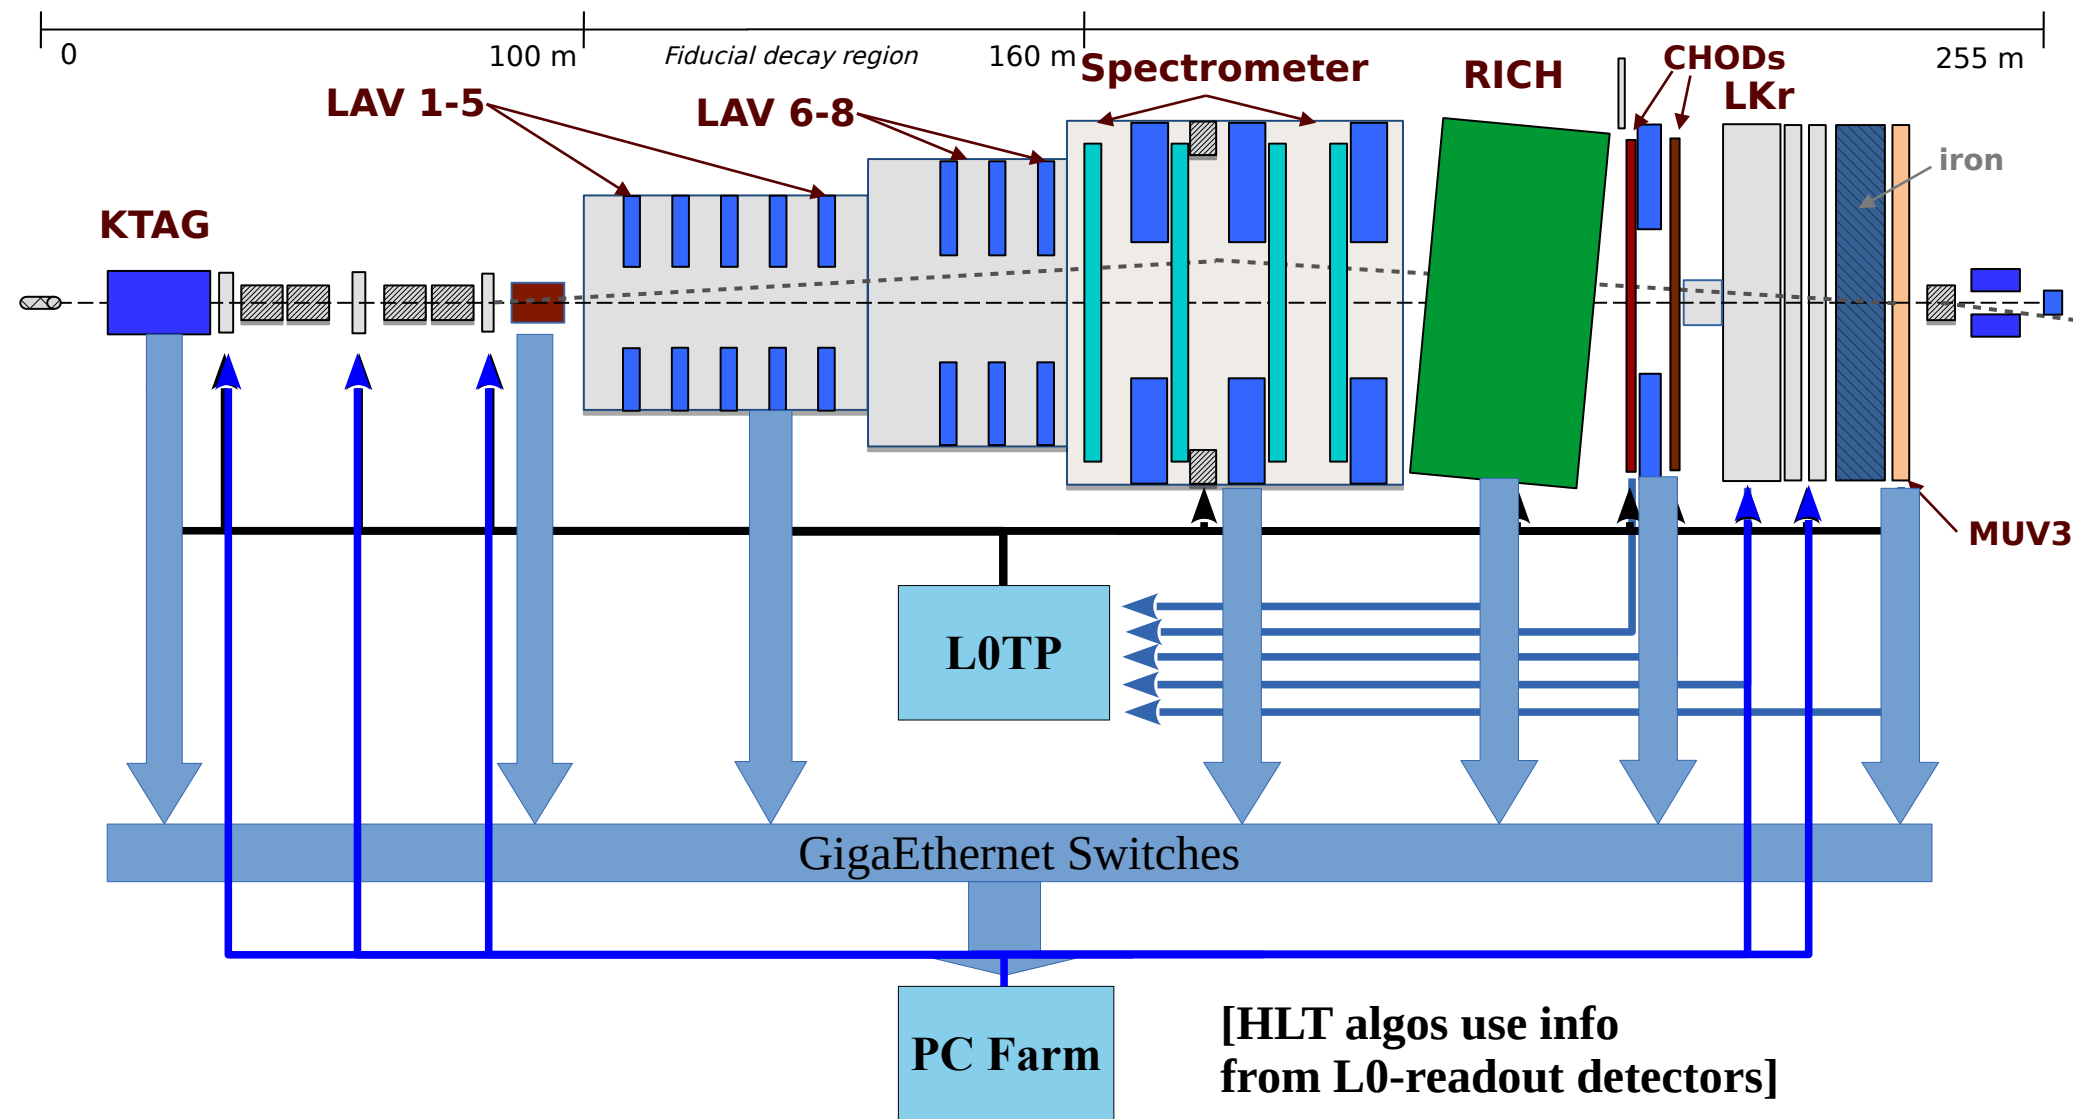 0
100 m
Fiducial decay region
160 m
255 m
Spectrometer
RICH
CHODs
LKr
LAV 1-5
LAV 6-8
iron
KTAG
MUV3
L0TP
GigaEthernet Switches
PC Farm
[HLT algos use info
from L0-readout detectors]